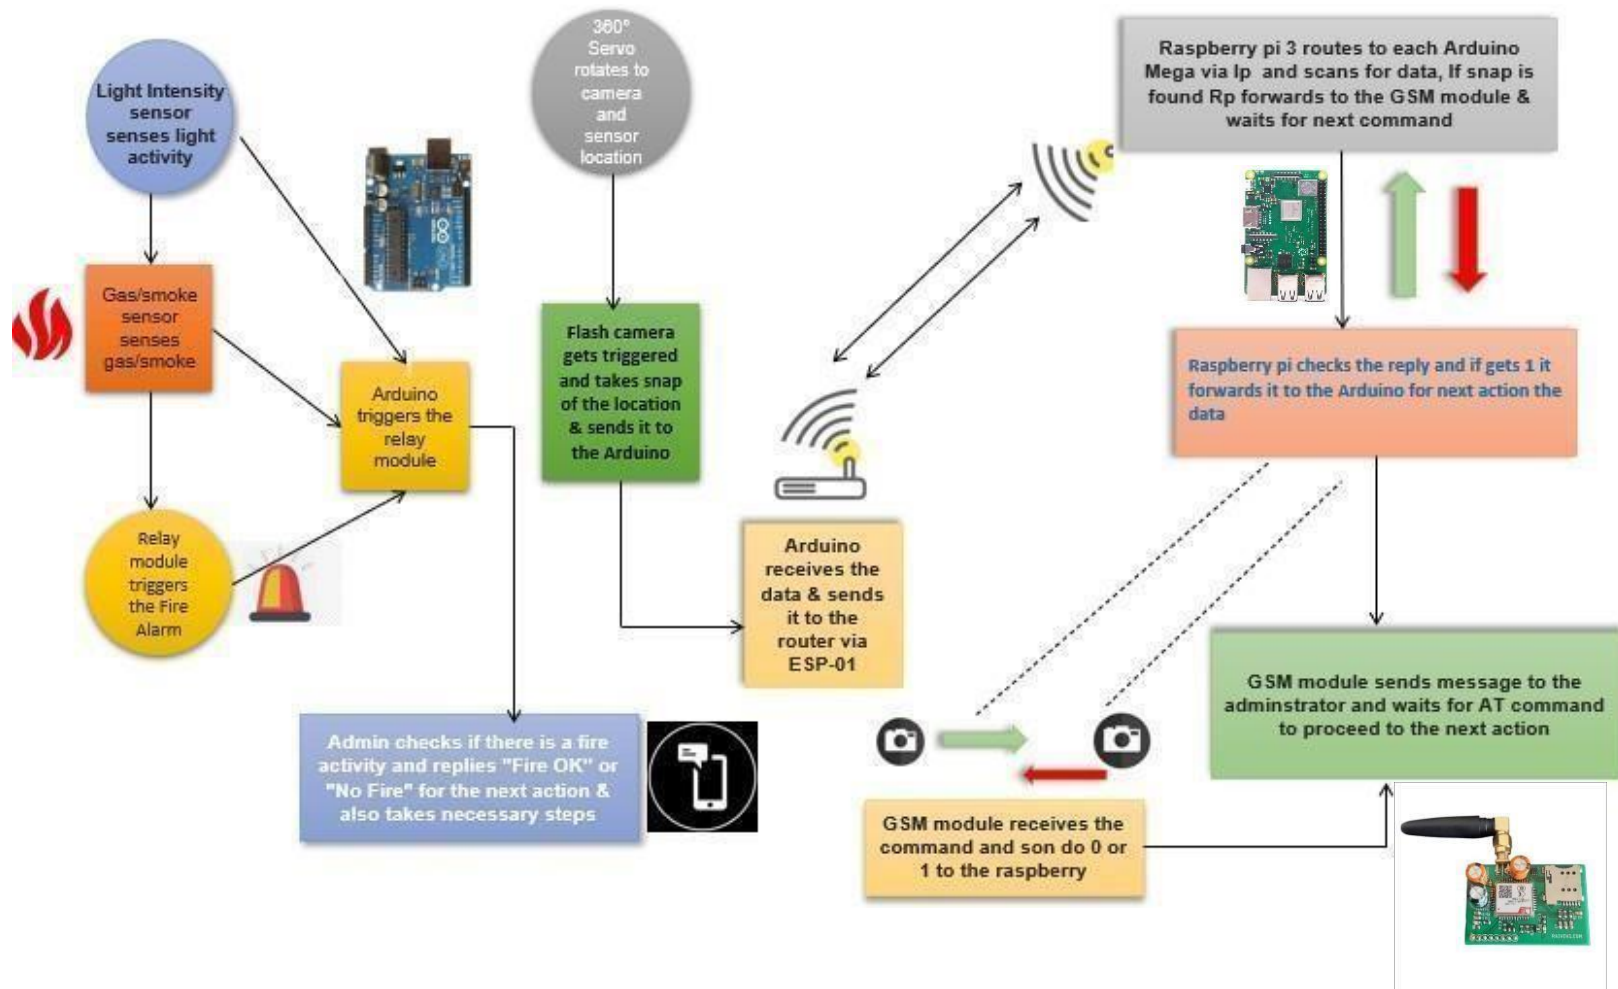 Light Intensity
sensor
senses light
activity
Gas/smoke
sensor
senses
gas/smoke
Relay
module
triggers
the Fire
Alarm
Arduino
triggers the
relay
module
360°
Servo
rotates to
camera
and
sensor
location
Flash camera
gets triggered
and takes snap
of the location
& sends it to
the Arduino
Arduino
receives the
data & sends
it to the
router via
ESP-01
Admin checks if there is a fire
activity and replies "Fire OK" or
"No Fire" for the next action &
also takes necessary steps
Raspberry pi 3 routes to each Arduino
Mega via Ip and scans for data, If snap is
found Rp forwards to the GSM module &
waits for next command
Raspberry pi checks the reply and if gets 1 it
forwards it to the Arduino for next action the
data
GSM module sends message to the
adminstrator and waits for AT command
to proceed to the next action
GSM module receives the
command and son do 0 or
1 to the raspberry